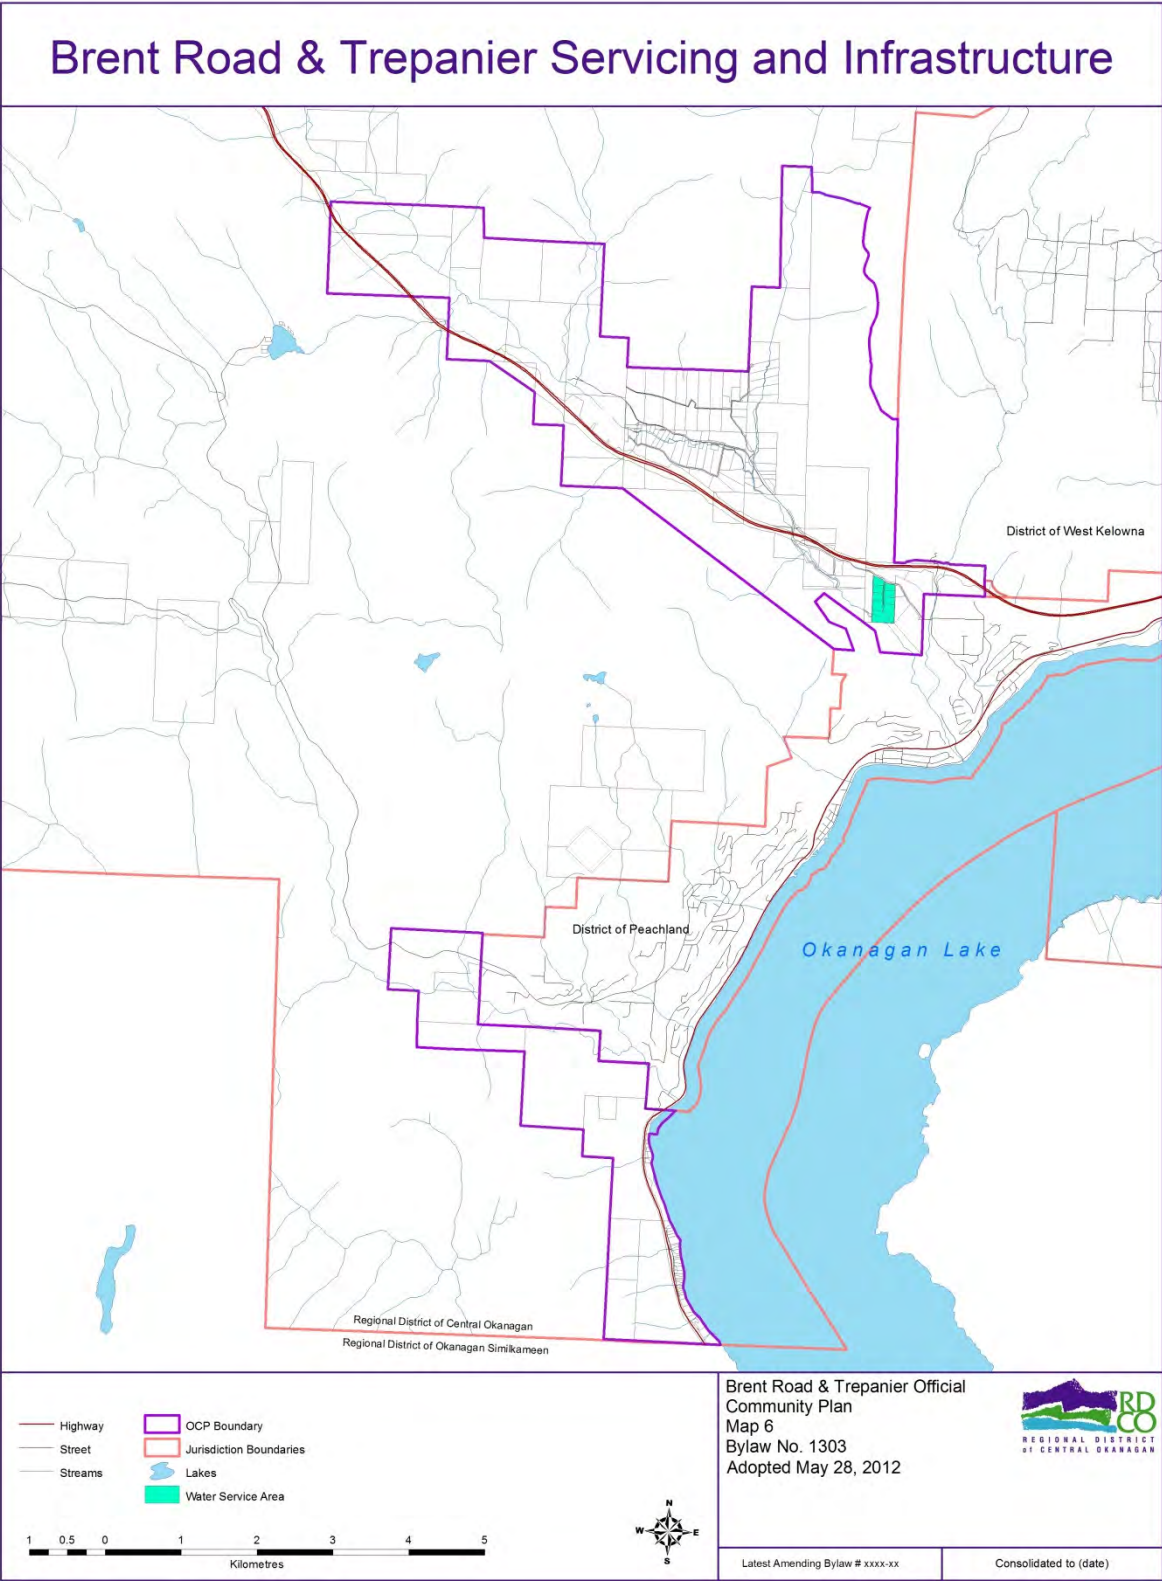 Brent Road & Trepanier Servicing and Infrastructure
District of West Kelowna
District of Peachland
Okanagan Lake
Regional District of Central Okanagan
Regional District of Okanagan Similkameen
Highway
Street
Streams
OCP Boundary
Jurisdiction Boundaries
Lakes
Water Service Area
1 0.5 0 1 2 3 4 5
Kilometres
N
W E
S
Brent Road & Trepanier Official
Community Plan
Map 6
Bylaw No. 1303
Adopted May 28, 2012
RD
CO
REGIONAL DISTRICT
of CENTRAL OKANAGAN
Latest Amending Bylaw # xxxx-xx
Consolidated to (date)